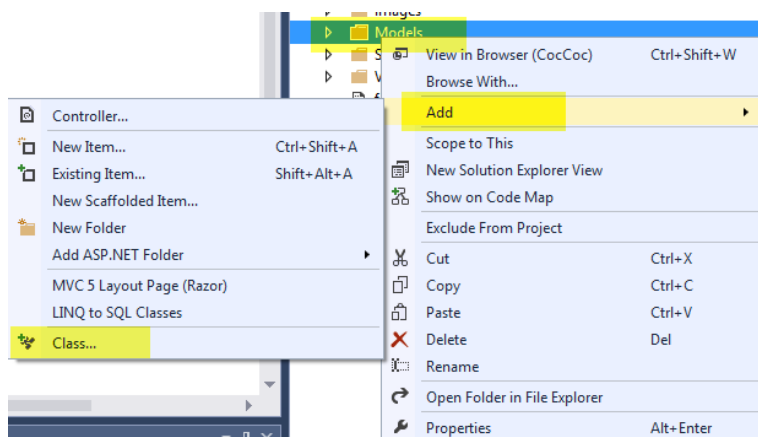 Images
Models
S
V
View in Browser (CocCoc) Ctrl+Shift+W
Browse With...
Add
Scope to This
New Solution Explorer View
Show on Code Map
Exclude From Project
Cut Ctrl+X
Copy Ctrl+C
Paste Ctrl+V
Delete Del
Rename
Open Folder in File Explorer
Properties Alt+Enter
Controller...
New Item... Ctrl+Shift+A
Existing Item... Shift+Alt+A
New Scaffolded Item...
New Folder
Add ASP.NET Folder
MVC 5 Layout Page (Razor)
LINQ to SQL Classes
Class...